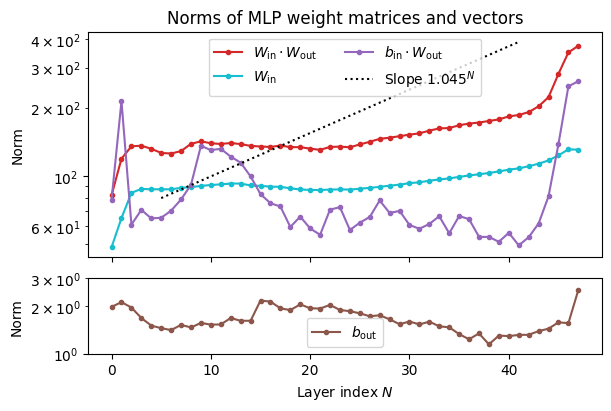 Norms of MLP weight matrices and vectors
4 × 10²
3 × 10²
2 × 10²
10²
6 × 10¹
Norm
W_in · W_out
W_in
b_in · W_out
Slope 1.045^N
3 × 10⁰
2 × 10⁰
10⁰
Norm
b_out
0 10 20 30 40
Layer index N